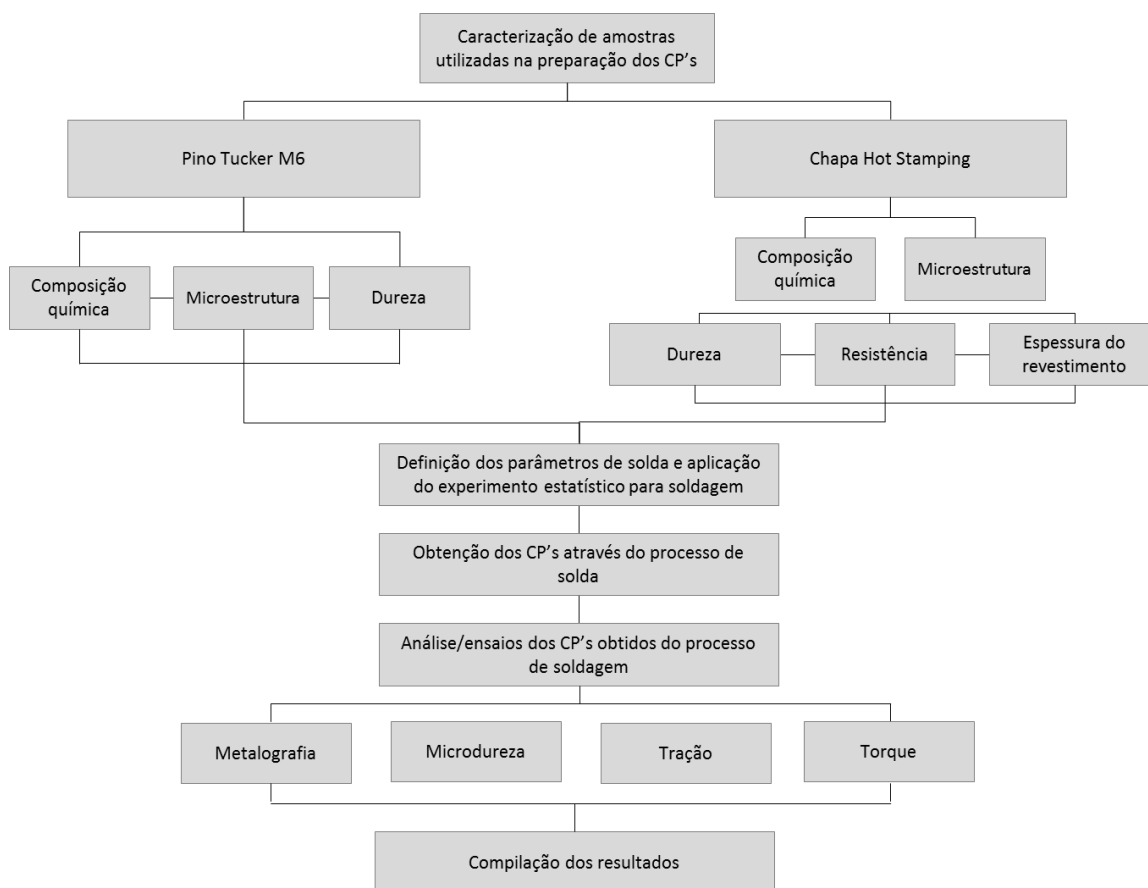 Caracterização de amostras
utilizadas na preparação dos CP’s
Pino Tucker M6
Chapa Hot Stamping
Composição
química
Microestrutura
Dureza
Composição
química
Microestrutura
Dureza
Resistência
Espessura do
revestimento
Definição dos parâmetros de solda e aplicação
do experimento estatístico para soldagem
Obtenção dos CP’s através do processo de
solda
Análise/ensaios dos CP’s obtidos do processo
de soldagem
Metalografia
Microdureza
Tração
Torque
Compilação dos resultados